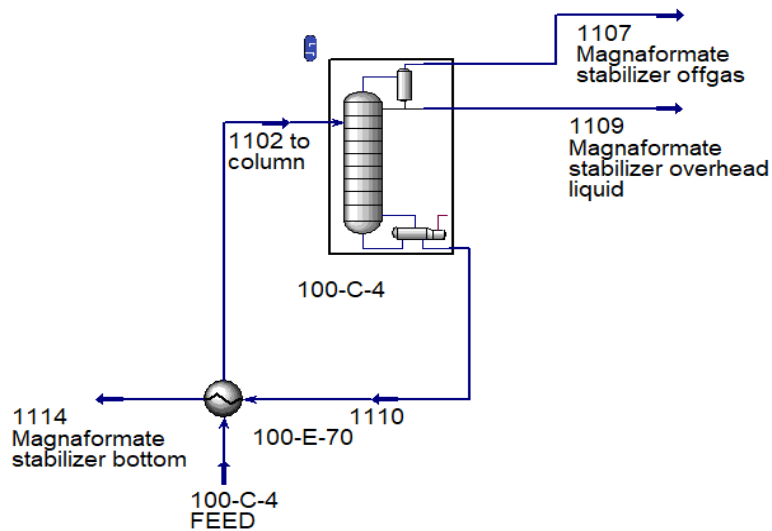 1107
Magnaformate
stabilizer offgas
1109
Magnaformate
stabilizer overhead
liquid
1102 to
column
100-C-4
1114
Magnaformate
stabilizer bottom
1110
100-E-70
100-C-4
FEED